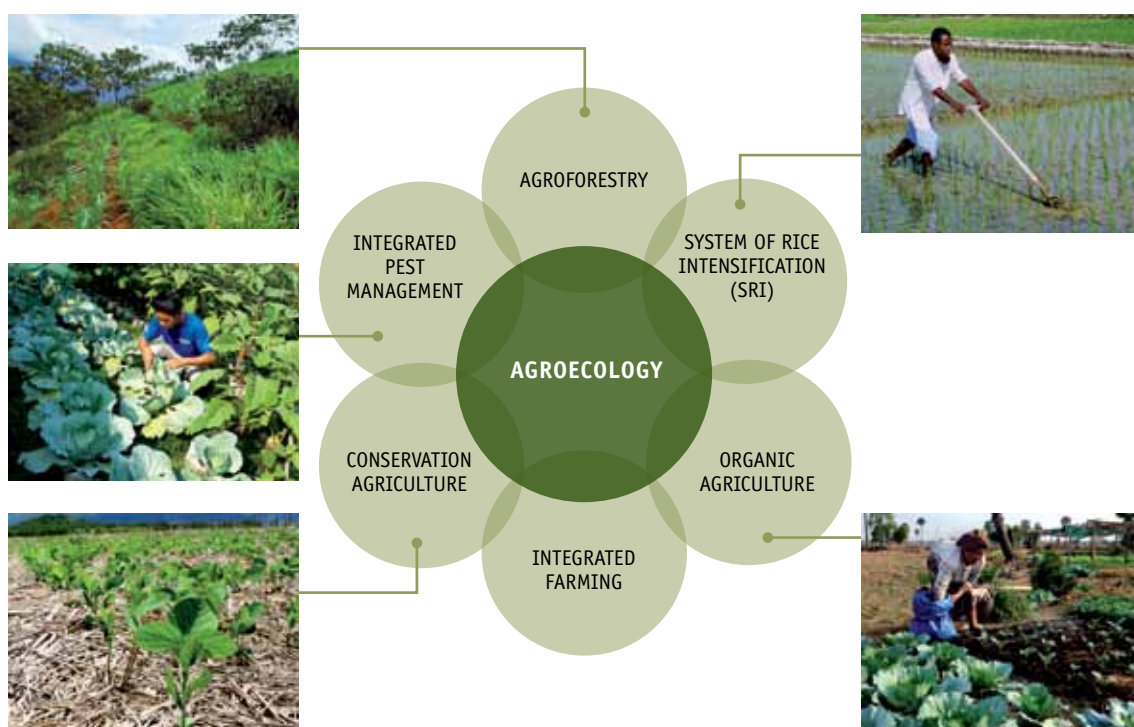 AGROFORESTRY
INTEGRATED
PEST
MANAGEMENT
SYSTEM OF RICE
INTENSIFICATION
(SRI)
AGROECOLOGY
CONSERVATION
AGRICULTURE
ORGANIC
AGRICULTURE
INTEGRATED
FARMING